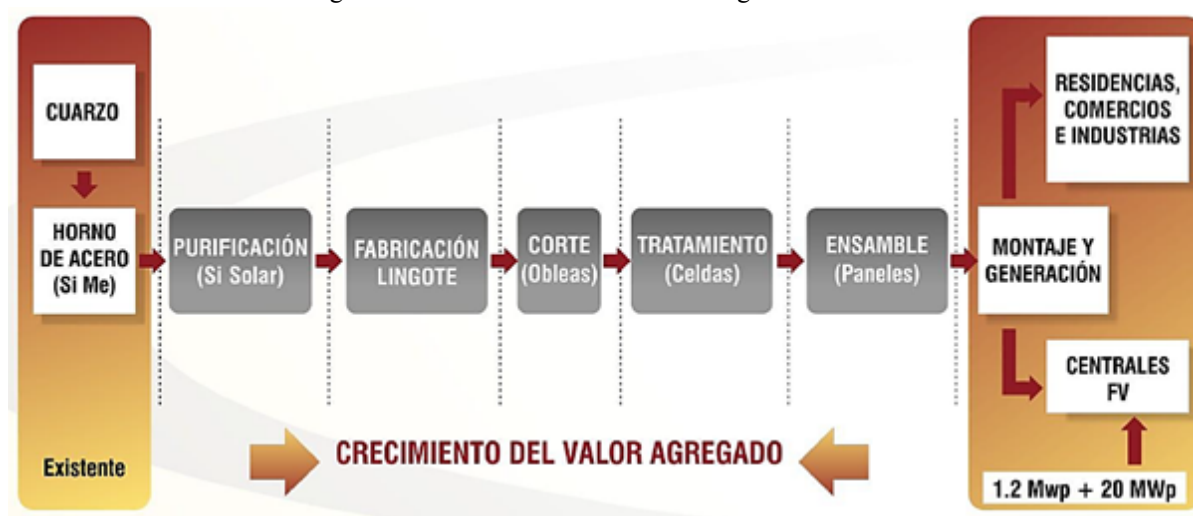 CUARZO
HORNO
DE ACERO
(Si Me)
Existente
PURIFICACIÓN
(Si Solar)
FABRICACIÓN
LINGOTE
CORTE
(Obleas)
TRATAMIENTO
(Celdas)
ENSAMBLE
(Paneles)
CRECIMIENTO DEL VALOR AGREGADO
RESIDENCIAS,
COMERCIOS
E INDUSTRIAS
MONTAJE Y
GENERACIÓN
CENTRALES
FV
1.2 Mwp + 20 MWp